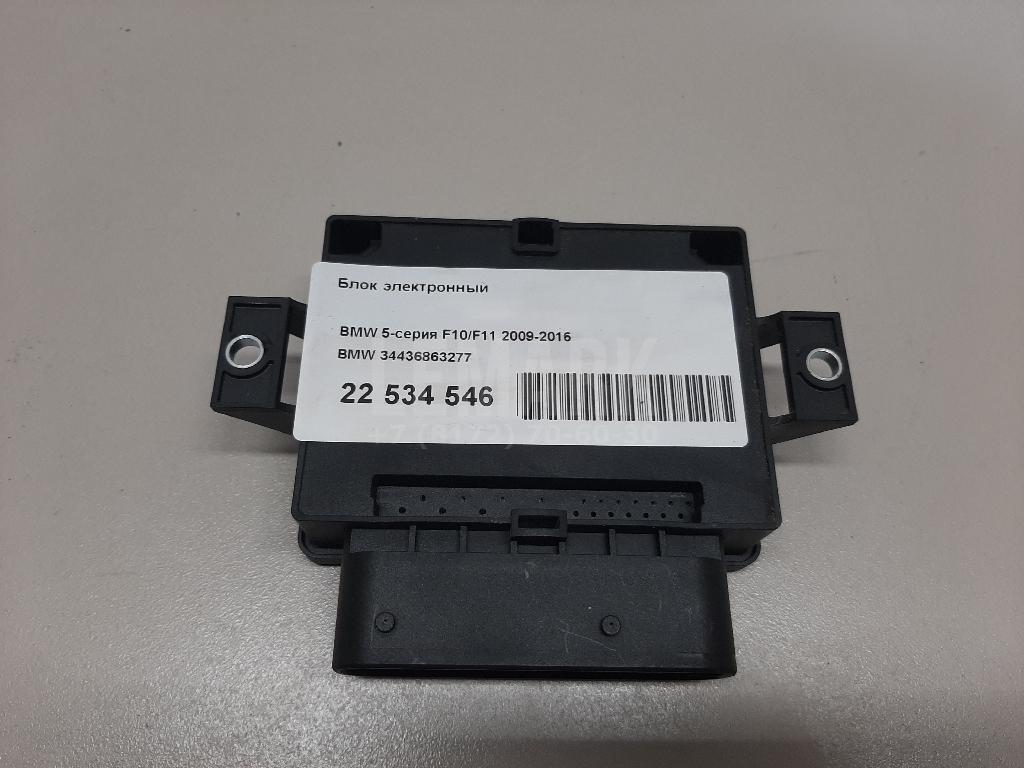 Блок электронный
BMW 5-серия F10/F11 2009-2016
BMW 34436863277
22 534 546